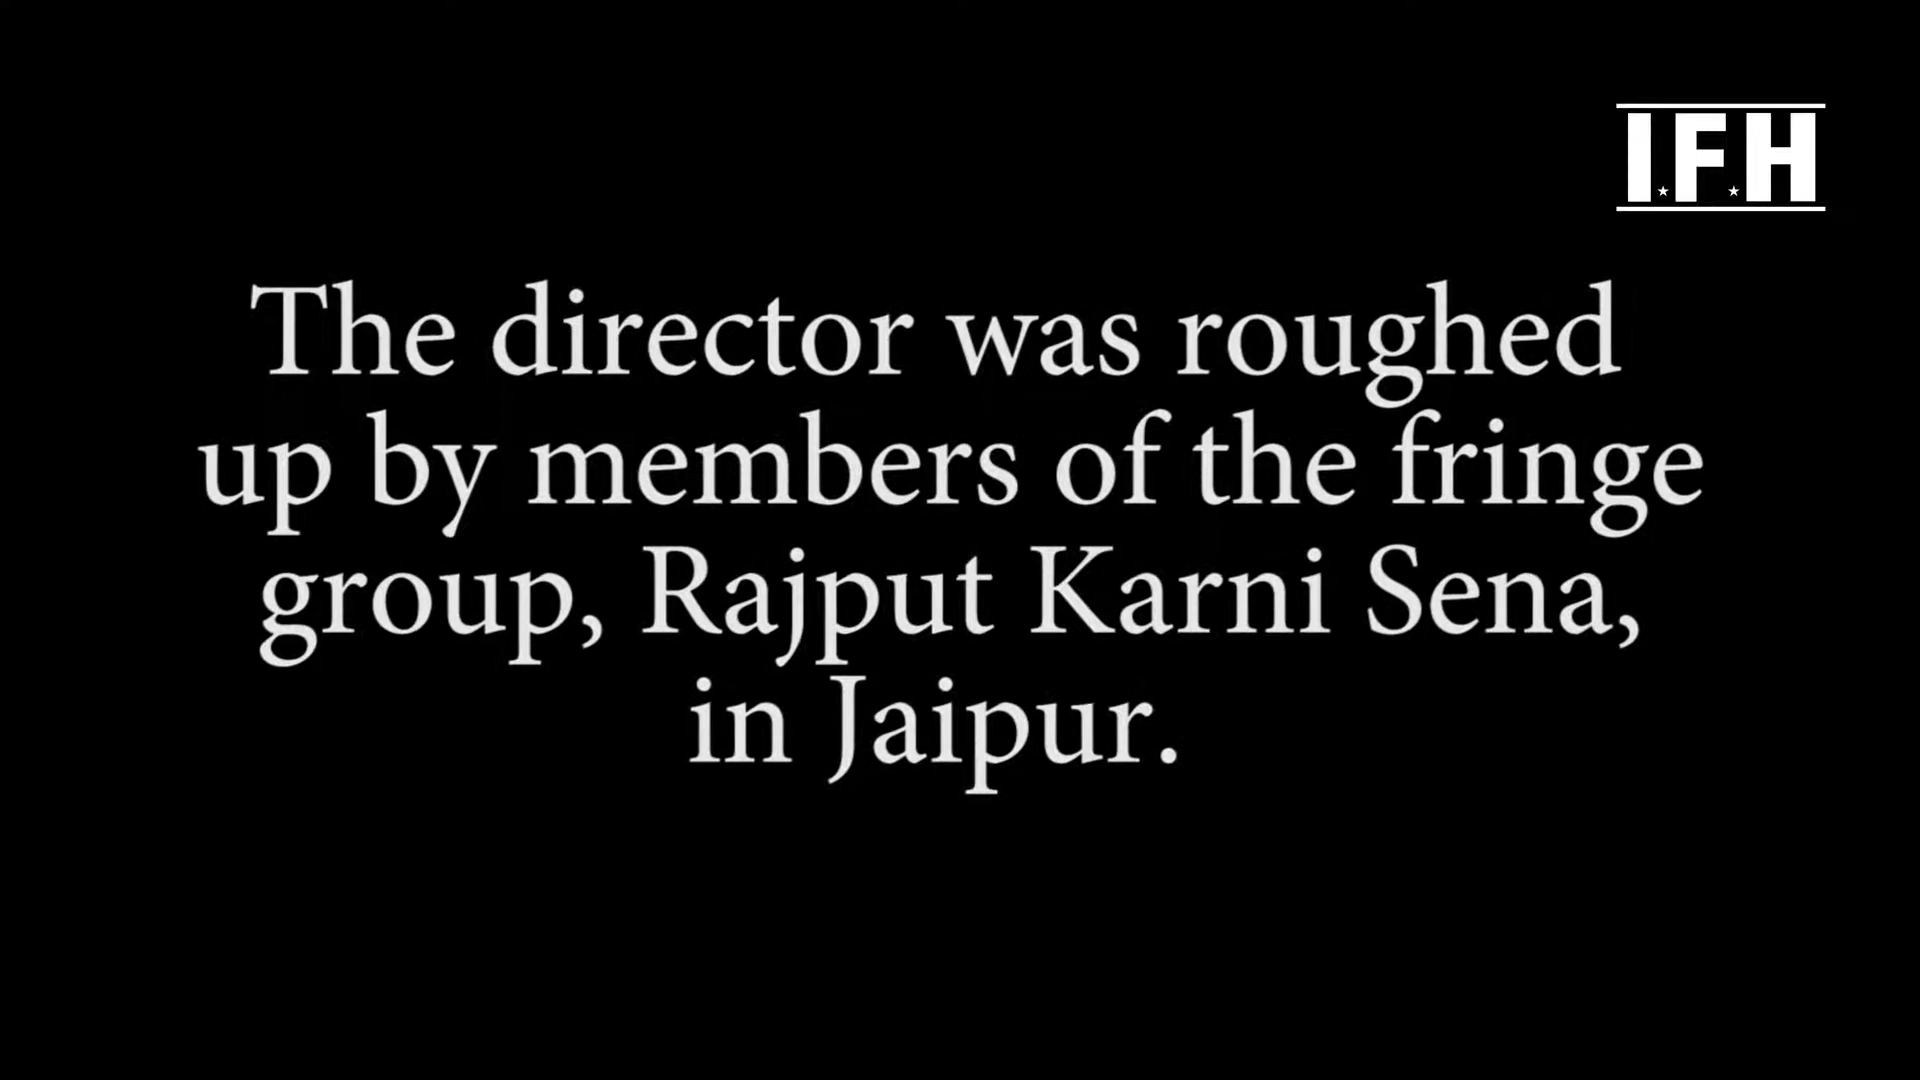 I.F.H
The director was roughed
up by members of the fringe
group, Rajput Karni Sena,
in Jaipur.